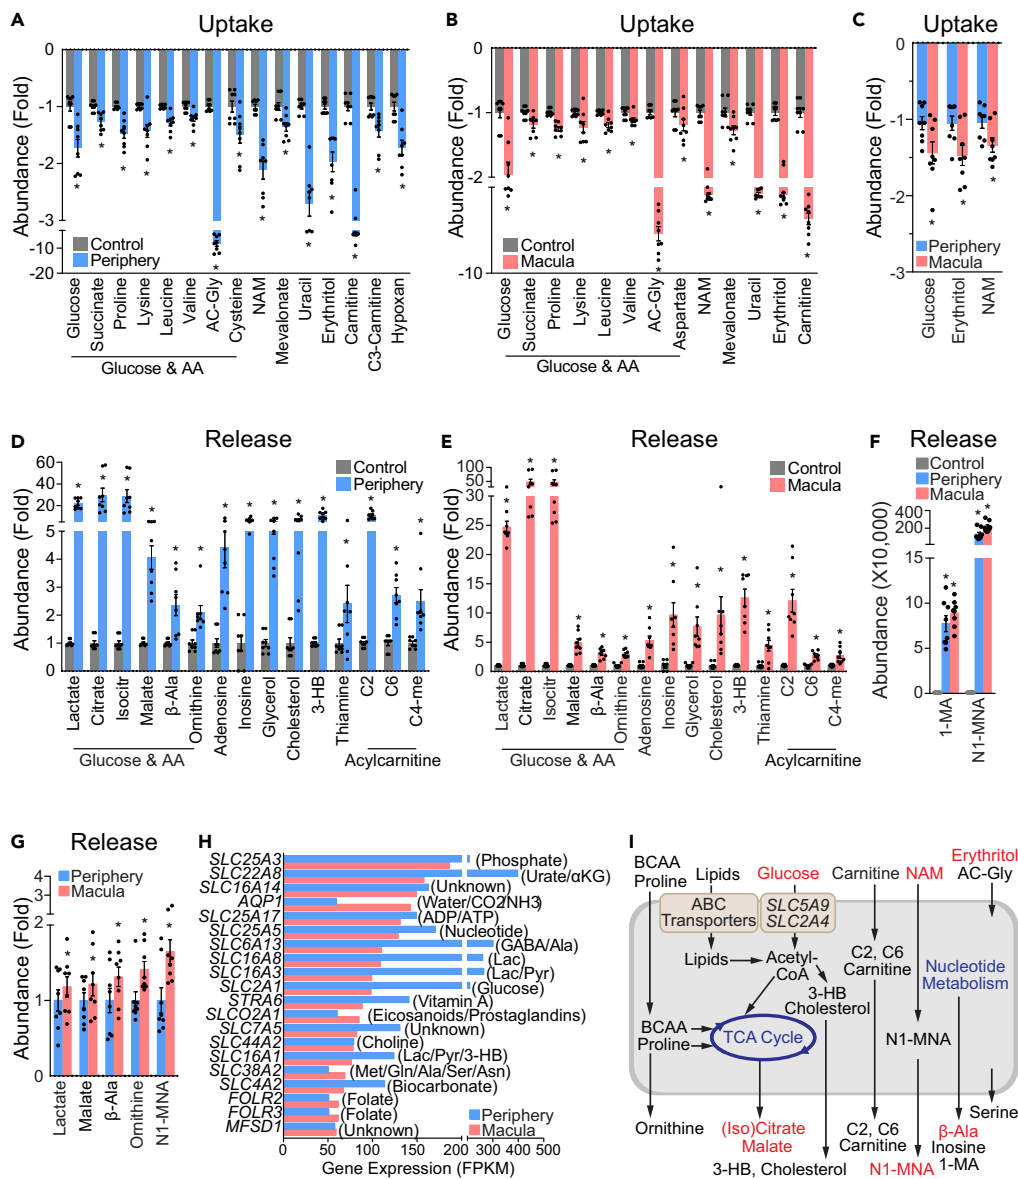 A
Uptake
Abundance (Fold)
0
-1
-2
-3
-10
-20
Control
Periphery
Glucose
Succinate
Proline
Lysine
Leucine
Valine
AC-Gly
Cysteine
NAM
Mevalonate
Uracil
Erythritol
Carnitine
C3-Carnitine
Hypoxan
Glucose & AA
B
Uptake
Abundance (Fold)
0
-1
-2
-10
Control
Macula
Glucose
Succinate
Proline
Lysine
Leucine
Valine
AC-Gly
Aspartate
NAM
Mevalonate
Uracil
Erythritol
Carnitine
Glucose & AA
C
Uptake
Abundance (Fold)
0
-1
-2
-3
Periphery
Macula
Glucose
Erythritol
NAM
D
Release
Abundance (Fold)
60
40
20
5
4
3
2
1
0
Control
Periphery
Lactate
Citrate
Isocitr
Malate
β-Ala
Ornithine
Adenosine
Inosine
Glycerol
Cholesterol
3-HB
Thiamine
C2
C6
C4-me
Glucose & AA
Acylcarnitine
E
Release
Abundance (Fold)
100
50
30
25
20
15
10
5
0
Control
Macula
Lactate
Citrate
Isocitr
Malate
β-Ala
Ornithine
Adenosine
Inosine
Glycerol
Cholesterol
3-HB
Thiamine
C2
C6
C4-me
Glucose & AA
Acylcarnitine
F
Release
Control
Periphery
Macula
Abundance (X10,000)
400
200
15
10
5
0
1-MA
N1-MNA
G
Release
Periphery
Macula
Abundance (Fold)
4
3
2
1
0
Lactate
Malate
β-Ala
Ornithine
N1-MNA
H
SLC25A3 (Phosphate)
SLC22A8 (Urate/αKG)
SLC16A14 (Unknown)
AQP1 (Water/CO2/NH3)
SLC25A17 (ADP/ATP)
SLC25A5 (Nucleotide)
SLC6A13 (GABA/Ala)
SLC16A8 (Lac)
SLC16A3 (Lac/Pyr)
SLC2A1 (Glucose)
STRA6 (Vitamin A)
SLCO2A1 (Eicosanoids/Prostaglandins)
SLC7A5 (Unknown)
SLC44A2 (Choline)
SLC16A1 (Lac/Pyr/3-HB)
SLC38A2 (Met/Gln/Ala/Ser/Asn)
SLC4A2 (Biocarbonate)
FOLR2 (Folate)
FOLR3 (Folate)
MFSD1 (Unknown)
Periphery
Macula
0 50 100 150 200 300 400 500
Gene Expression (FPKM)
I
BCAA
Proline
Lipids
Glucose
Carnitine
NAM
Erythritol
AC-Gly
ABC
Transporters
SLC5A9
SLC2A4
Lipids
Acetyl-
CoA
3-HB
Cholesterol
C2, C6
Carnitine
Nucleotide
Metabolism
BCAA
Proline
TCA Cycle
N1-MNA
Serine
Ornithine
(Iso)Citrate
Malate
3-HB, Cholesterol
C2, C6
Carnitine
N1-MNA
β-Ala
Inosine
1-MA